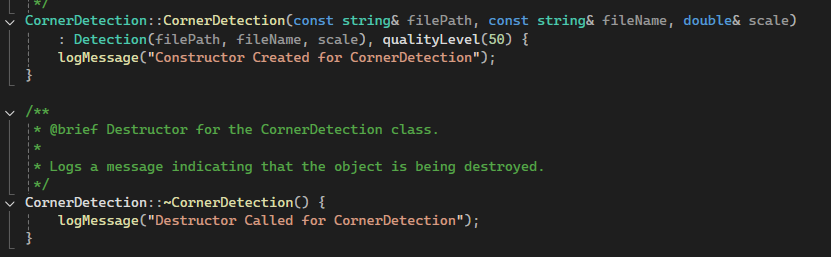 */
CornerDetection::CornerDetection(const string& filePath, const string& fileName, double& scale)
: Detection(filePath, fileName, scale), qualityLevel(50) {
logMessage("Constructor Created for CornerDetection");
}
/**
* @brief Destructor for the CornerDetection class.
*
* Logs a message indicating that the object is being destroyed.
*/
CornerDetection::~CornerDetection() {
logMessage("Destructor Called for CornerDetection");
}